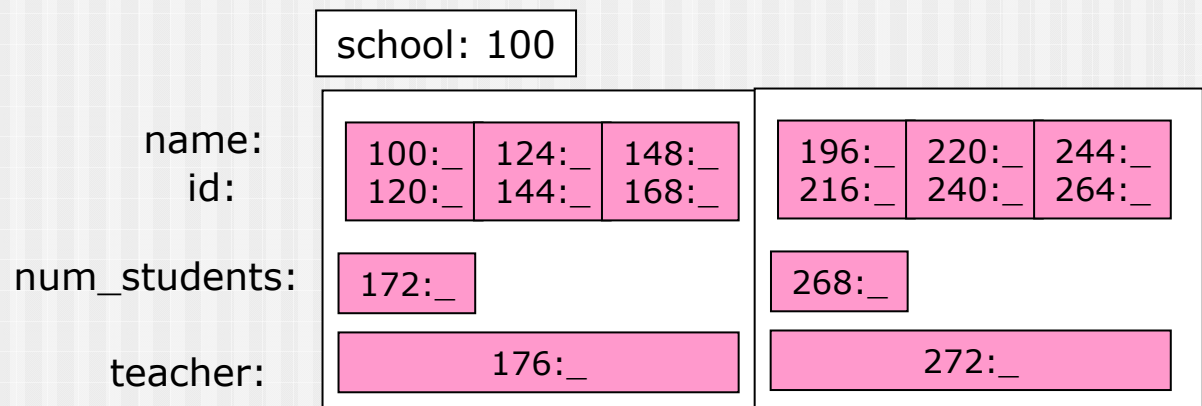 school: 100
name: 100:_ 124:_ 148:_ 196:_ 220:_ 244:_
id: 120:_ 144:_ 168:_ 216:_ 240:_ 264:_
num_students: 172:_ 268:_
teacher: 176:_ 272:_